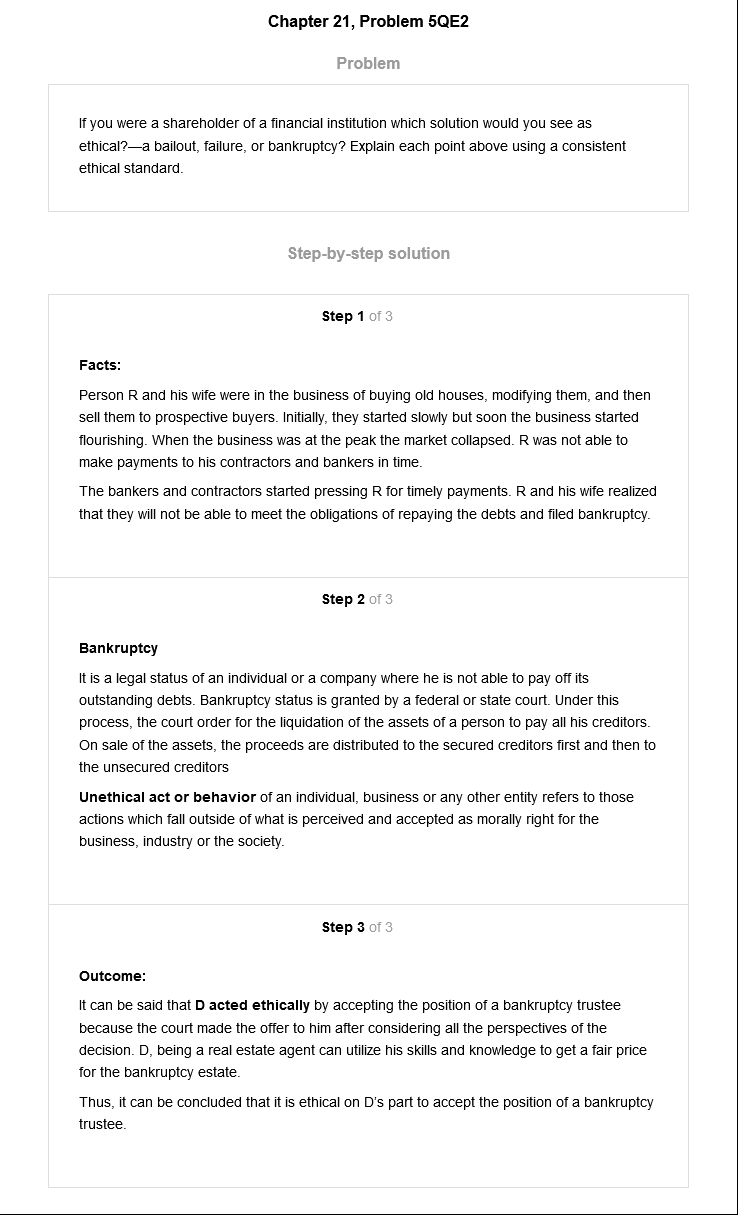 Chapter 21, Problem 5QE2
Problem
If you were a shareholder of a financial institution which solution would you see as
ethical?—a bailout, failure, or bankruptcy? Explain each point above using a consistent
ethical standard.
Step-by-step solution
Step 1 of 3
Facts:
Person R and his wife were in the business of buying old houses, modifying them, and then
sell them to prospective buyers. Initially, they started slowly but soon the business started
flourishing. When the business was at the peak the market collapsed. R was not able to
make payments to his contractors and bankers in time.
The bankers and contractors started pressing R for timely payments. R and his wife realized
that they will not be able to meet the obligations of repaying the debts and filed bankruptcy.
Step 2 of 3
Bankruptcy
It is a legal status of an individual or a company where he is not able to pay off its
outstanding debts. Bankruptcy status is granted by a federal or state court. Under this
process, the court order for the liquidation of the assets of a person to pay all his creditors.
On sale of the assets, the proceeds are distributed to the secured creditors first and then to
the unsecured creditors
Unethical act or behavior of an individual, business or any other entity refers to those
actions which fall outside of what is perceived and accepted as morally right for the
business, industry or the society.
Step 3 of 3
Outcome:
It can be said that D acted ethically by accepting the position of a bankruptcy trustee
because the court made the offer to him after considering all the perspectives of the
decision. D, being a real estate agent can utilize his skills and knowledge to get a fair price
for the bankruptcy estate.
Thus, it can be concluded that it is ethical on D's part to accept the position of a bankruptcy
trustee.